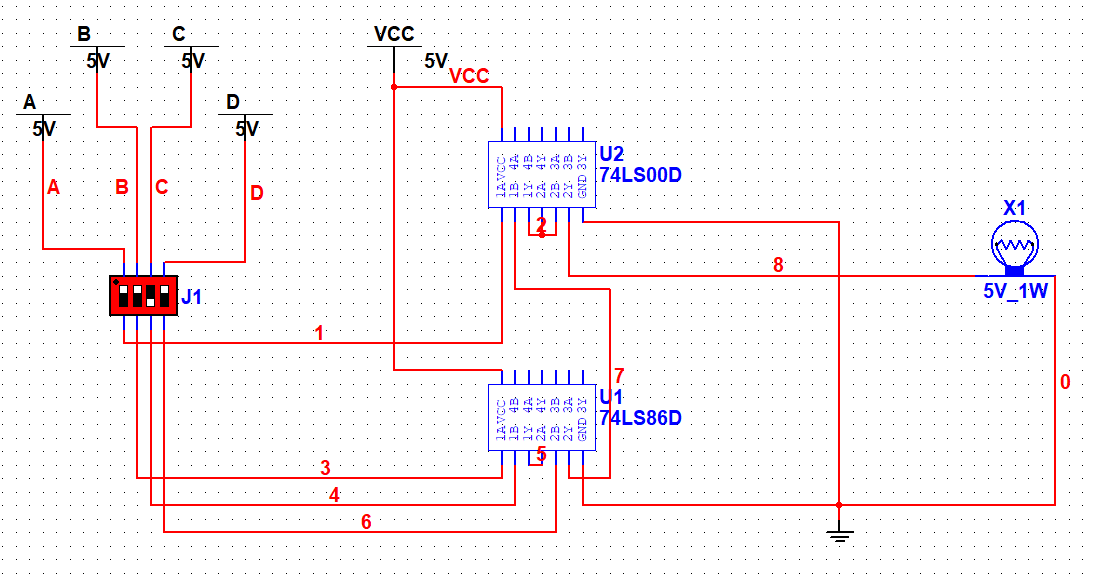 B
C
VCC
5V
5V
5V
VCC
A
D
5V
5V
U2
74LS00D
1A VCC
1B 4A
1Y 4B
2A 4Y
2B 3A
2Y 3B
GND 3Y
A
B
C
D
2
X1
8
5V_1W
J1
1
7
0
U1
74LS86D
1A VCC
1B 4B
1Y 4A
2A 4Y
2B 3B
2Y 3A
GND 3Y
5
3
4
6